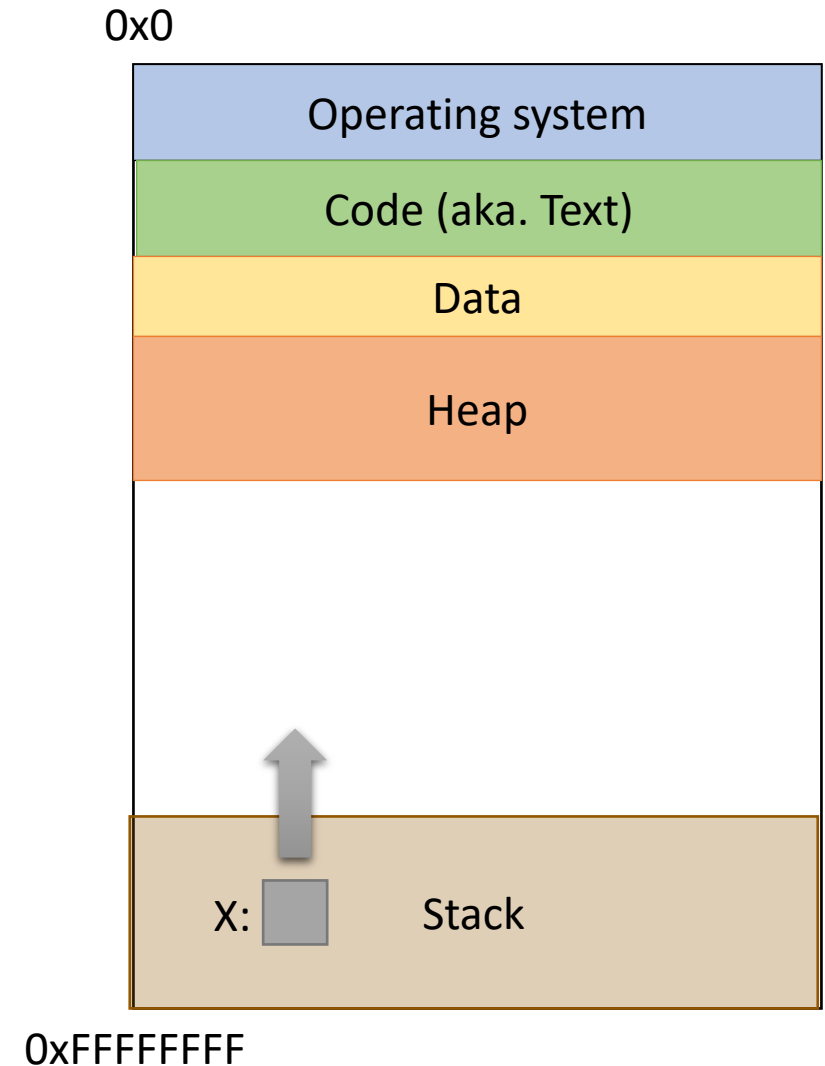 0x0
Operating system
Code (aka. Text)
Data
Heap
X:
Stack
0xFFFFFFFF